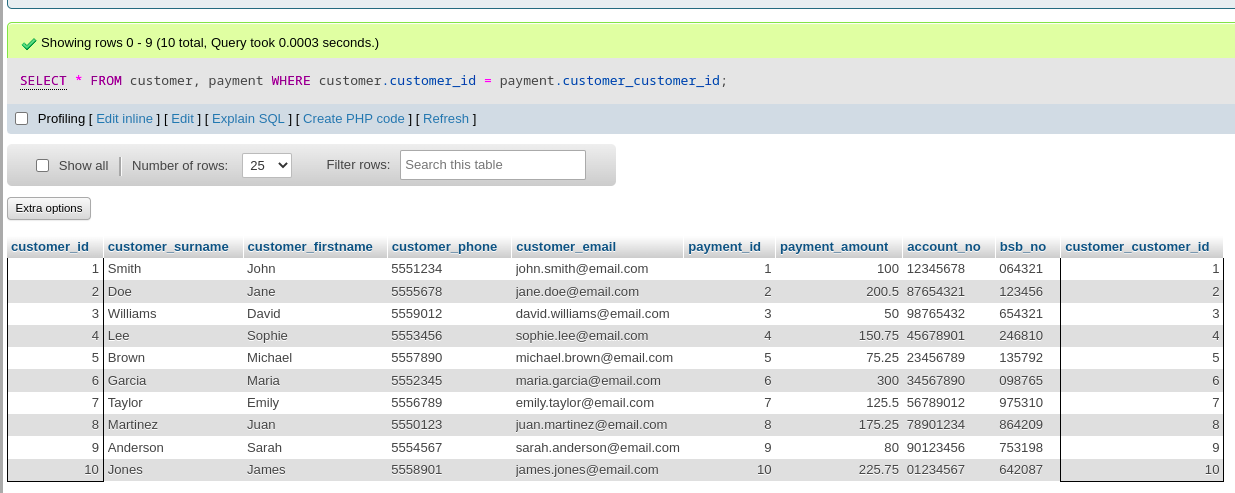 Showing rows 0 - 9 (10 total, Query took 0.0003 seconds.)
SELECT * FROM customer, payment WHERE customer.customer_id = payment.customer_customer_id;
Profiling [ Edit inline ] [ Edit ] [ Explain SQL ] [ Create PHP code ] [ Refresh ]
Show all Number of rows: 25 Filter rows: Search this table
Extra options
customer_id customer_surname customer_firstname customer_phone customer_email payment_id payment_amount account_no bsb_no customer_customer_id
1 Smith John 5551234 john.smith@email.com 1 100 12345678 064321 1
2 Doe Jane 5555678 jane.doe@email.com 2 200.5 87654321 123456 2
3 Williams David 5559012 david.williams@email.com 3 50 98765432 654321 3
4 Lee Sophie 5553456 sophie.lee@email.com 4 150.75 45678901 246810 4
5 Brown Michael 5557890 michael.brown@email.com 5 75.25 23456789 135792 5
6 Garcia Maria 5552345 maria.garcia@email.com 6 300 34567890 098765 6
7 Taylor Emily 5556789 emily.taylor@email.com 7 125.5 56789012 975310 7
8 Martinez Juan 5550123 juan.martinez@email.com 8 175.25 78901234 864209 8
9 Anderson Sarah 5554567 sarah.anderson@email.com 9 80 90123456 753198 9
10 Jones James 5558901 james.jones@email.com 10 225.75 01234567 642087 10